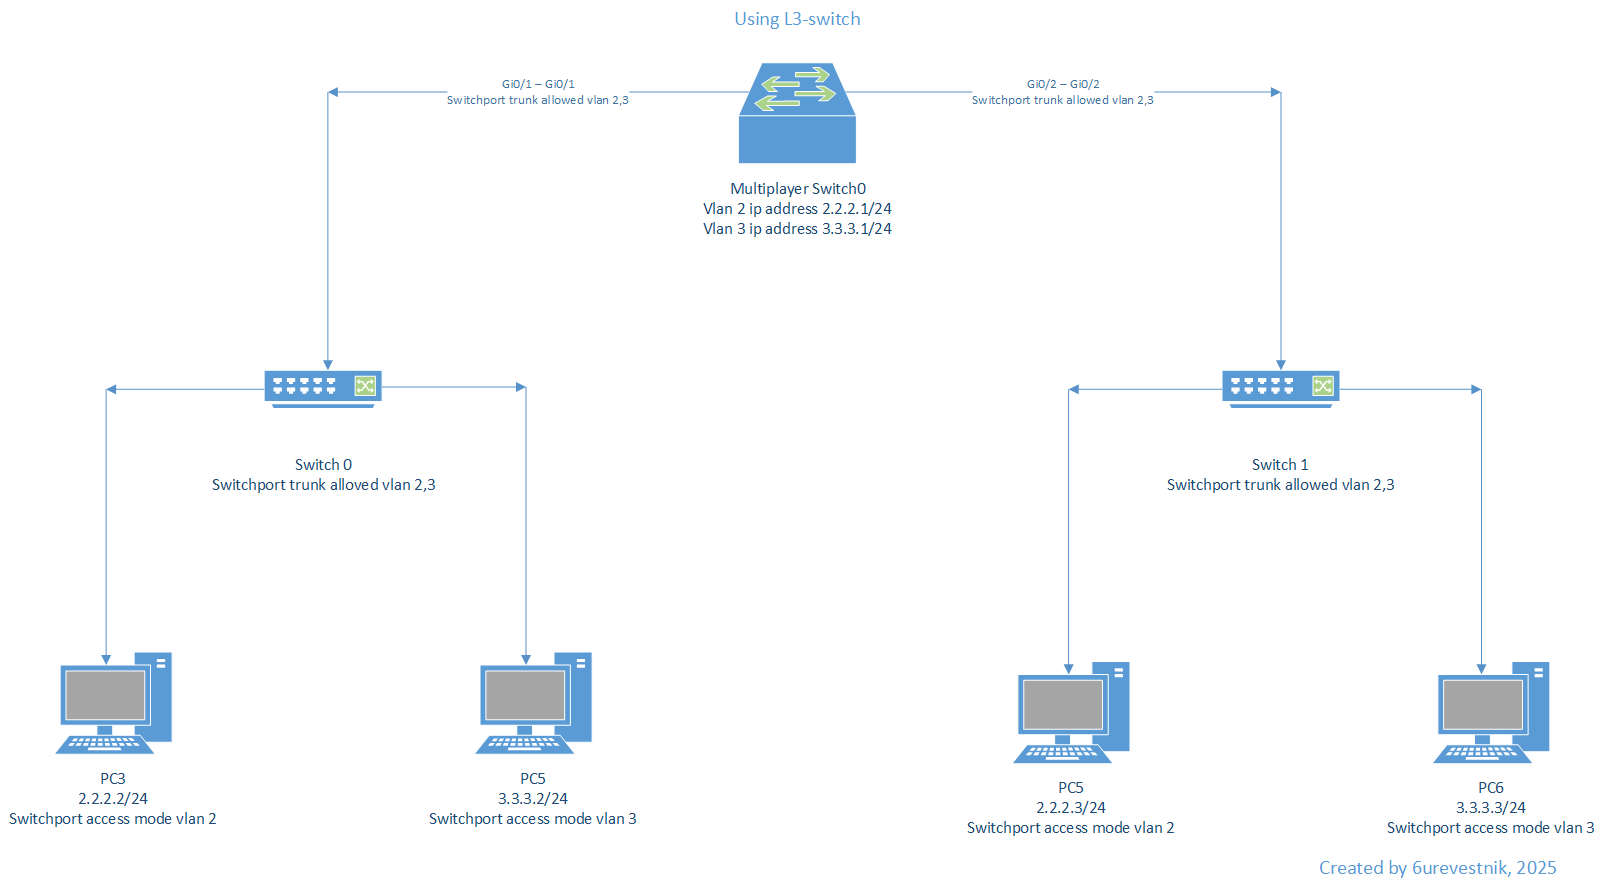 Using L3-switch
Gi0/1 – Gi0/1
Switchport trunk allowed vlan 2,3
Gi0/2 – Gi0/2
Switchport trunk allowed vlan 2,3
Multiplayer Switch0
Vlan 2 ip address 2.2.2.1/24
Vlan 3 ip address 3.3.3.1/24
Switch 0
Switchport trunk alloved vlan 2,3
Switch 1
Switchport trunk allowed vlan 2,3
PC3
2.2.2.2/24
Switchport access mode vlan 2
PC5
3.3.3.2/24
Switchport access mode vlan 3
PC5
2.2.2.3/24
Switchport access mode vlan 2
PC6
3.3.3.3/24
Switchport access mode vlan 3
Created by 6urevestnik, 2025